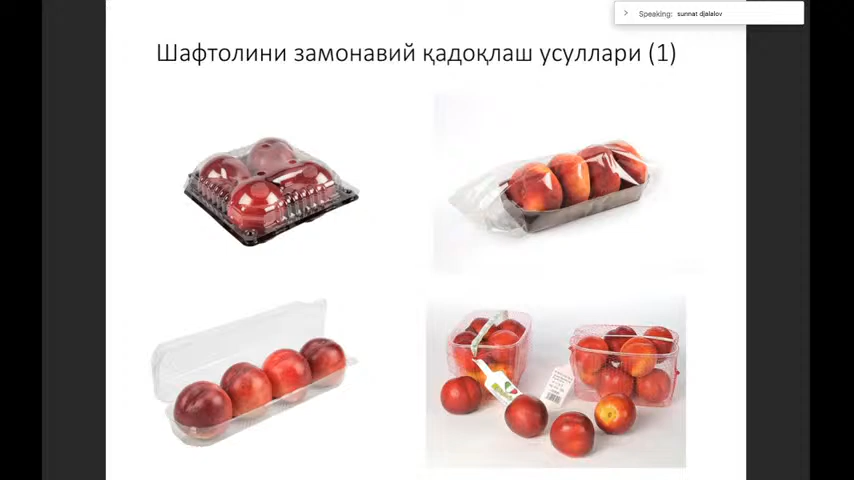 Speaking: sunnat djalalov
Шафтолини замонавий қадоқлаш усуллари (1)